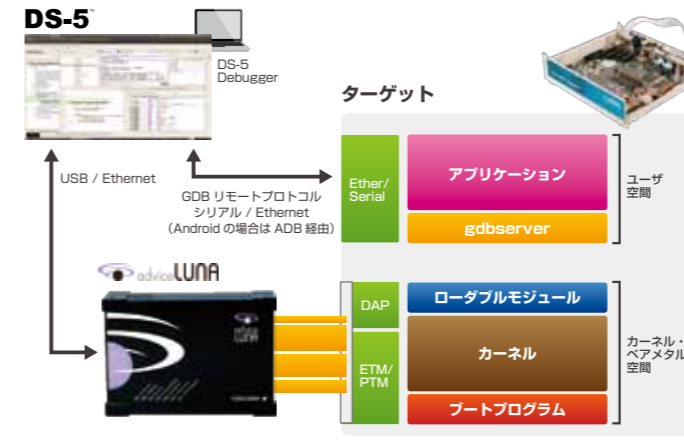 DS-5™
DS-5
Debugger
ターゲット
USB / Ethernet
GDB リモートプロトコル
シリアル / Ethernet
（Android の場合は ADB 経由）
Ether/
Serial
アプリケーション
gdbserver
ユーザ
空間
adviceLUNA
DAP
ETM/
PTM
ローダブルモジュール
カーネル
ブートプログラム
カーネル・
ベアメタル
空間